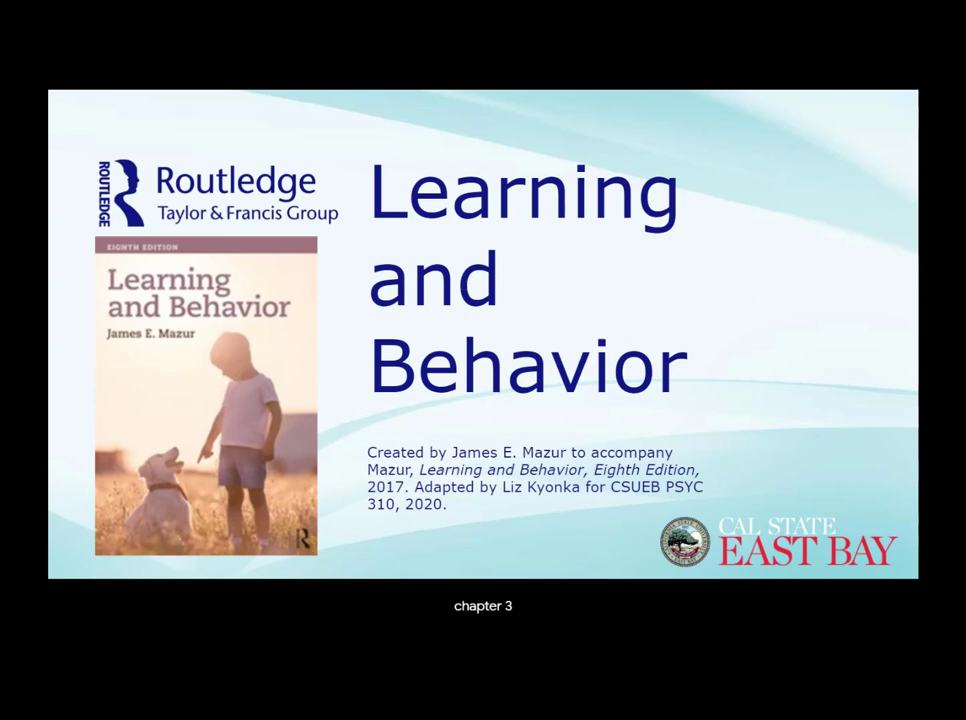 ROUTLEDGE
Routledge
Taylor & Francis Group
EIGHTH EDITION
Learning
and Behavior
James E. Mazur
R
Learning
and
Behavior
Created by James E. Mazur to accompany
Mazur, Learning and Behavior, Eighth Edition,
2017. Adapted by Liz Kyonka for CSUEB PSYC
310, 2020.
CAL STATE
EAST BAY
chapter 3